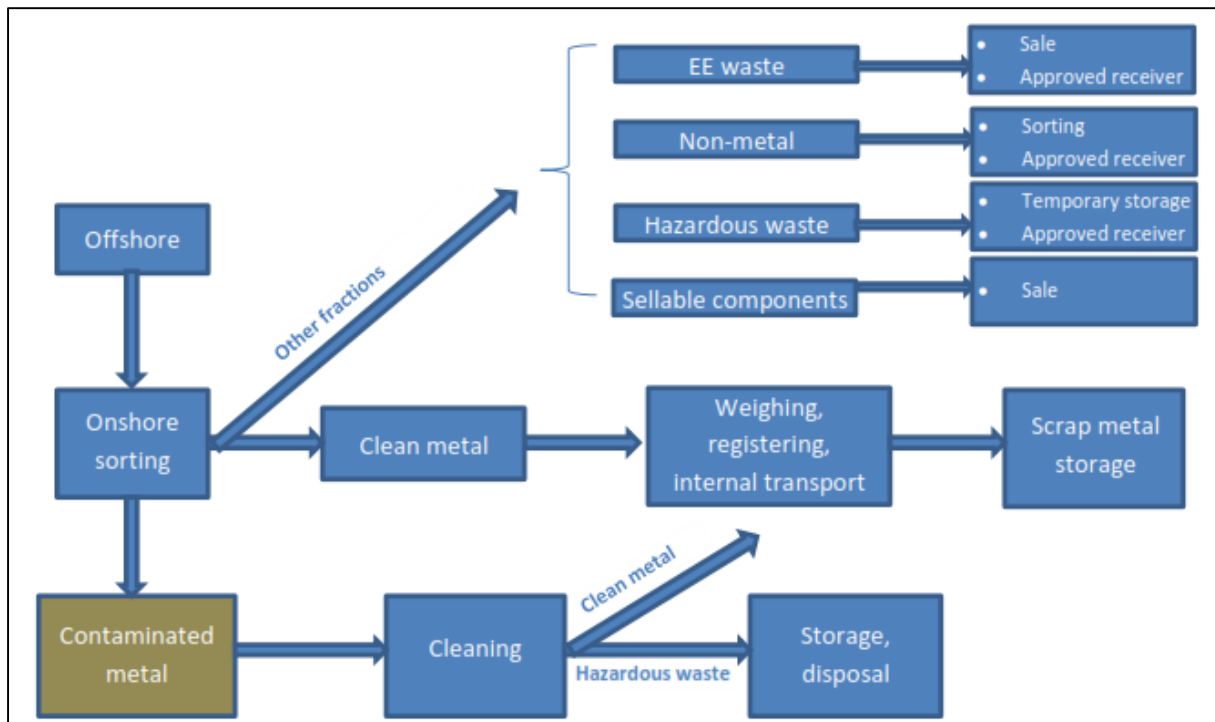 EE waste
• Sale
• Approved receiver
Non-metal
• Sorting
• Approved receiver
Hazardous waste
• Temporary storage
• Approved receiver
Sellable components
• Sale
Offshore
Other fractions
Onshore
sorting
Clean metal
Weighing,
registering,
internal transport
Scrap metal
storage
Contaminated
metal
Cleaning
Clean metal
Hazardous waste
Storage,
disposal